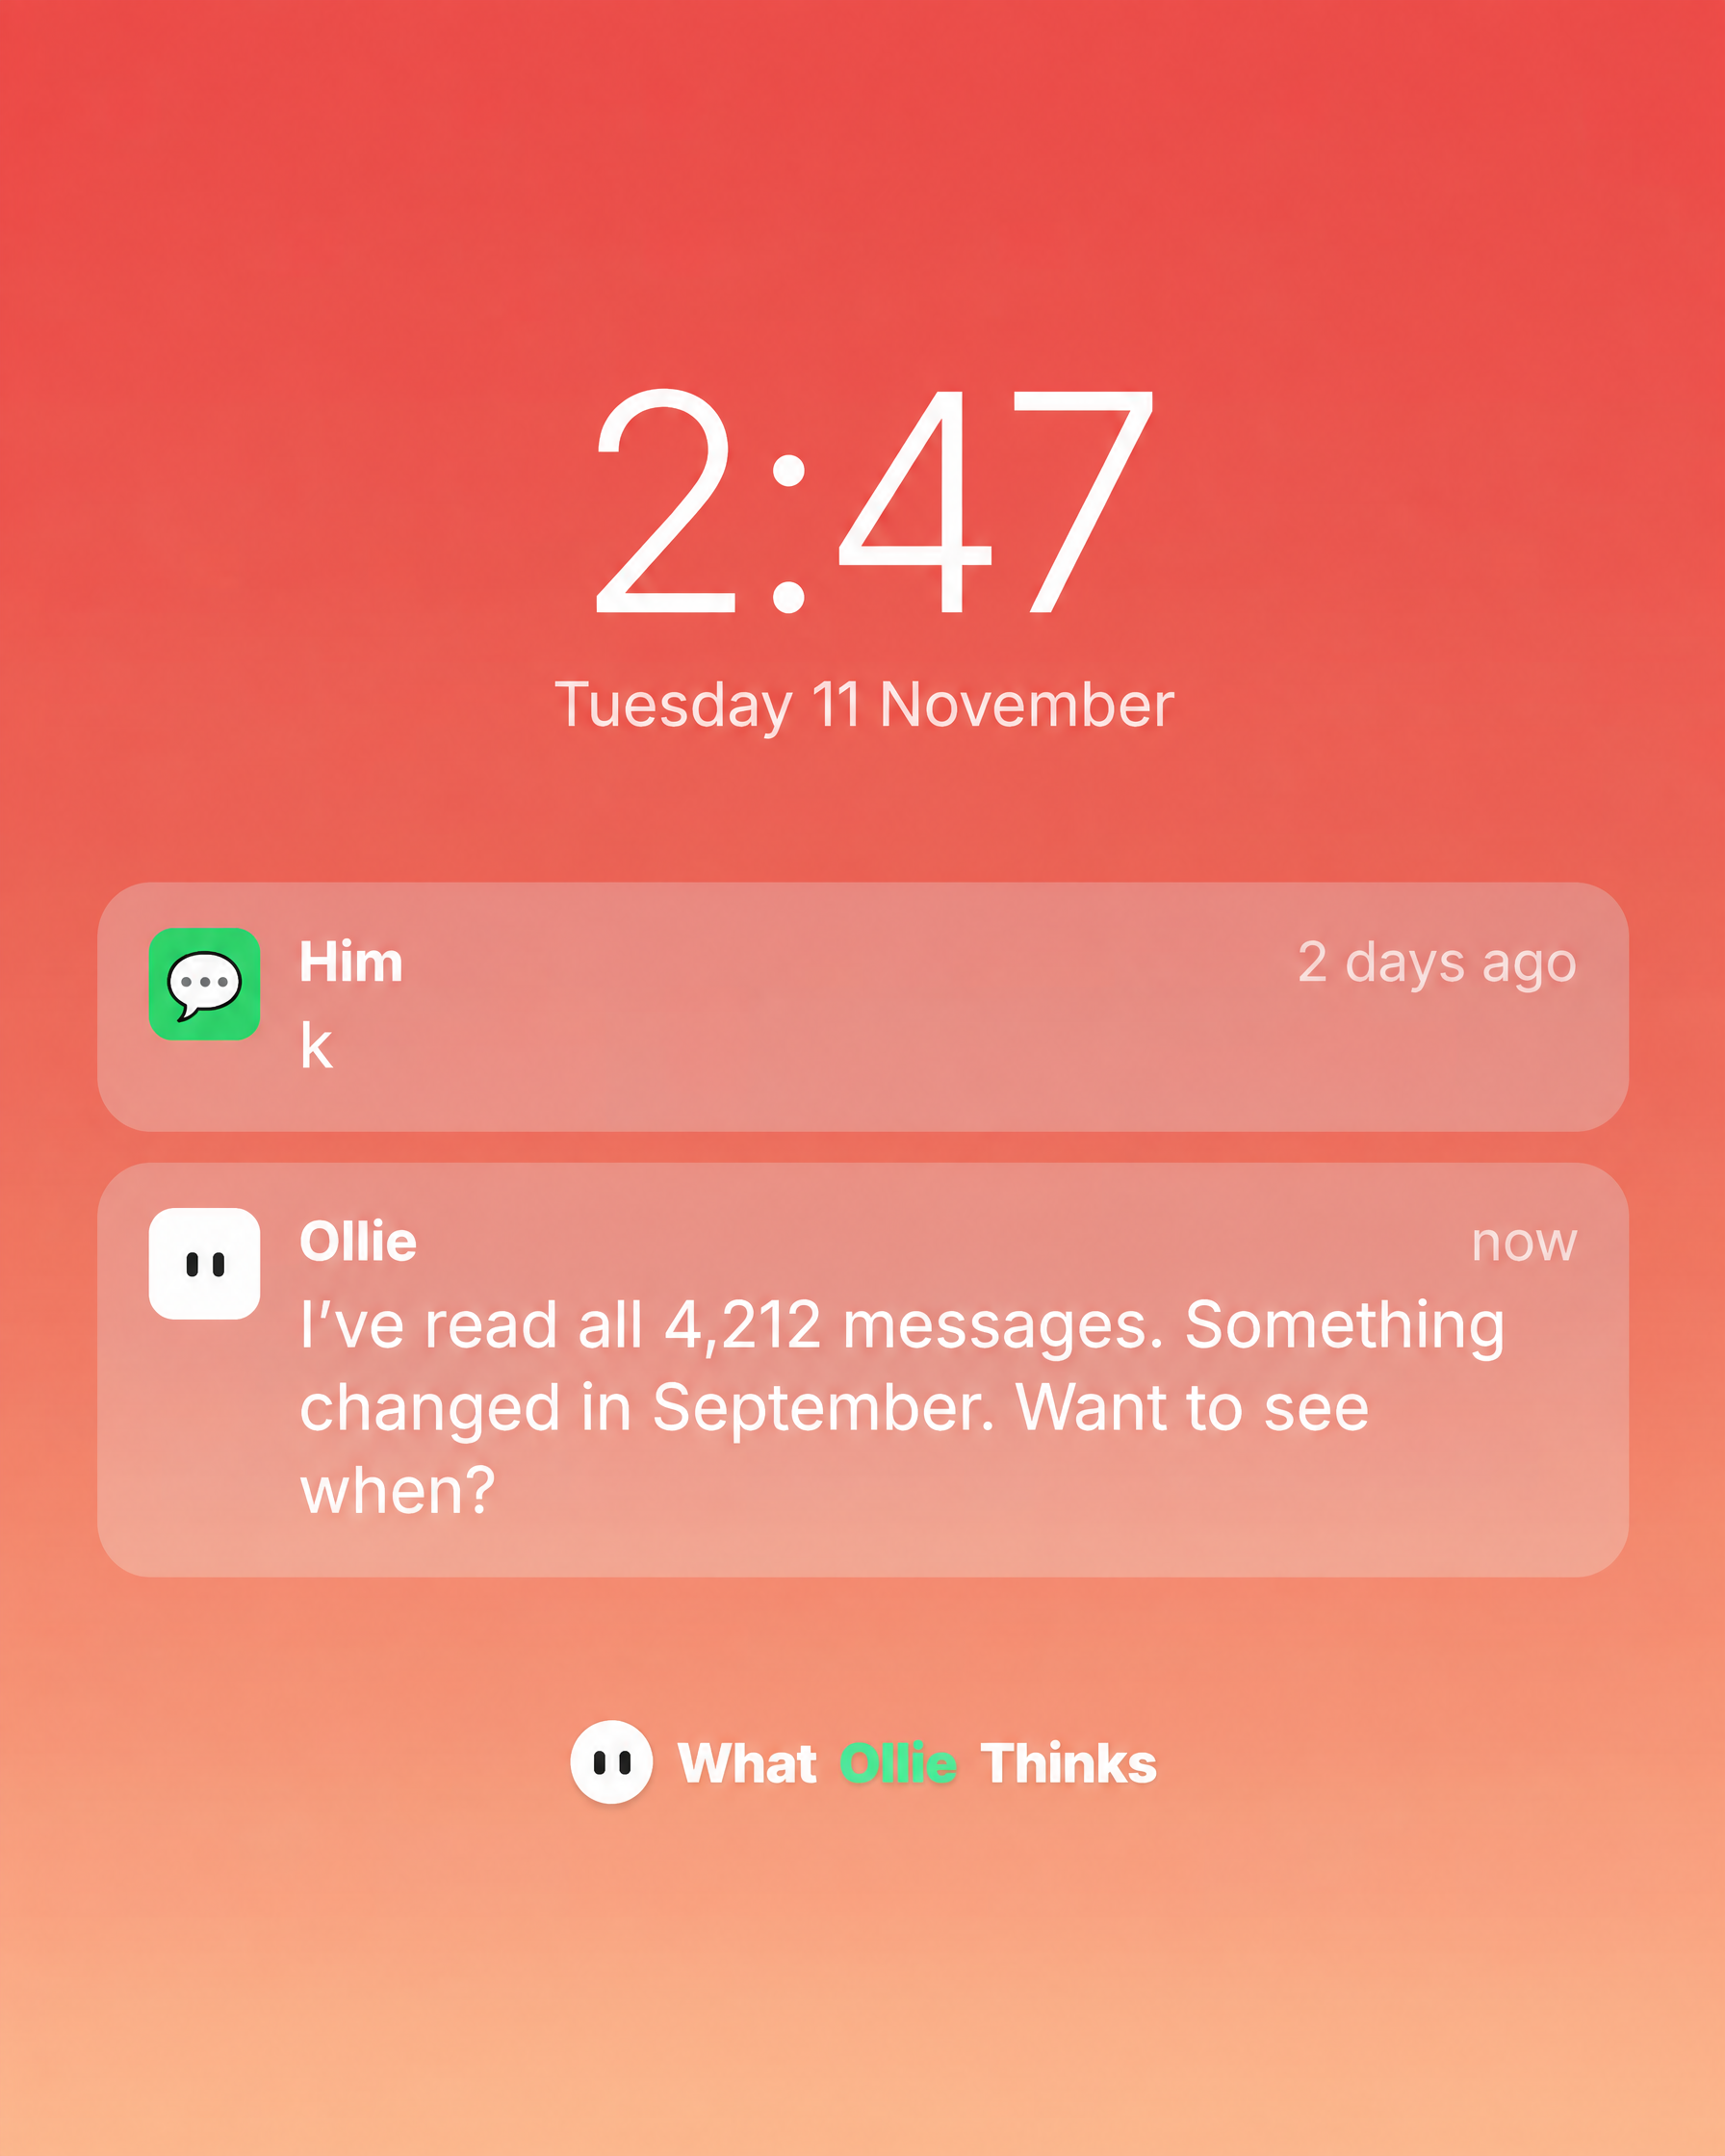 2:47
Tuesday 11 November
Him
2 days ago
k
Ollie
now
I’ve read all 4,212 messages. Something
changed in September. Want to see
when?
What Ollie Thinks